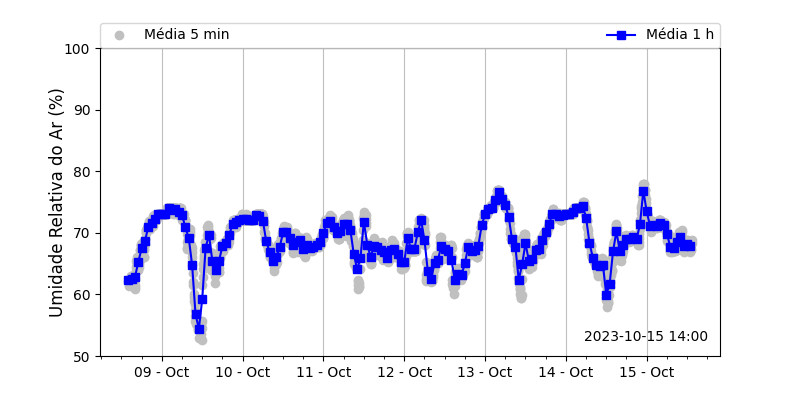 Média 5 min
Média 1 h
Umidade Relativa do Ar (%)
100
90
80
70
60
50
2023-10-15 14:00
09 - Oct
10 - Oct
11 - Oct
12 - Oct
13 - Oct
14 - Oct
15 - Oct